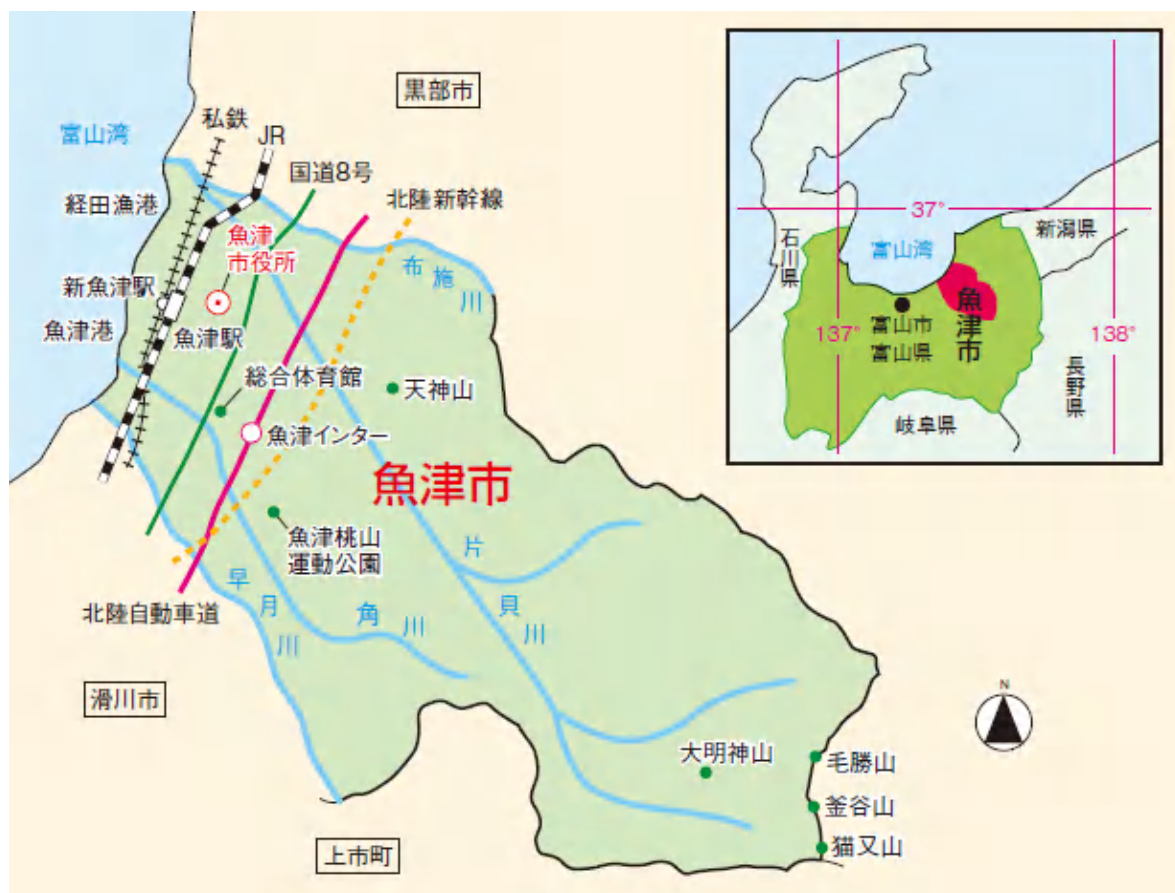 黒部市
私鉄
JR
富山湾
国道8号
経田漁港
北陸新幹線
魚津
市役所
布施川
新魚津駅
魚津港
魚津駅
総合体育館
天神山
魚津インター
魚津市
魚津桃山
運動公園
片貝川
早月川
角川
北陸自動車道
滑川市
大明神山
毛勝山
釜谷山
猫又山
上市町
N
37°
新潟県
石川県
富山湾
魚津市
富山市
富山県
137°
138°
長野県
岐阜県